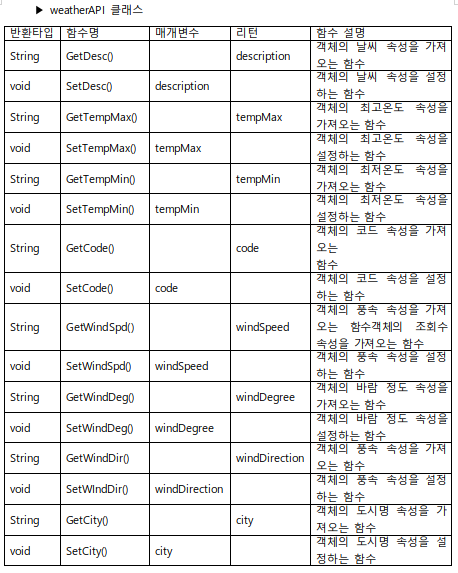 ▶ weatherAPI 클래스
반환타입 함수명 매개변수 리턴 함수 설명
String GetDesc() description 객체의 날씨 속성을 가져
오는 함수
void SetDesc() description 객체의 날씨 속성을 설정
하는 함수
String GetTempMax() tempMax 객체의 최고온도 속성을
가져오는 함수
void SetTempMax() tempMax 객체의 최고온도 속성을
설정하는 함수
String GetTempMin() tempMin 객체의 최저온도 속성을
가져오는 함수
void SetTempMin() tempMin 객체의 최저온도 속성을
설정하는 함수
String GetCode() code 객체의 코드 속성을 가져
오는
함수
void SetCode() code 객체의 코드 속성을 설정
하는 함수
String GetWindSpd() windSpeed 객체의 풍속 속성을 가져
오는 함수객체의 조회수
속성을 가져오는 함수
void SetWindSpd() windSpeed 객체의 풍속 속성을 설정
하는 함수
String GetWindDeg() windDegree 객체의 바람 정도 속성을
가져오는 함수
void SetWindDeg() windDegree 객체의 바람 정도 속성을
설정하는 함수
String GetWindDir() windDirection 객체의 풍속 속성을 가져
오는 함수
void SetWIndDir() windDirection 객체의 풍속 속성을 설정
하는 함수
String GetCity() city 객체의 도시명 속성을 가
져오는 함수
void SetCity() city 객체의 도시명 속성을 설
정하는 함수